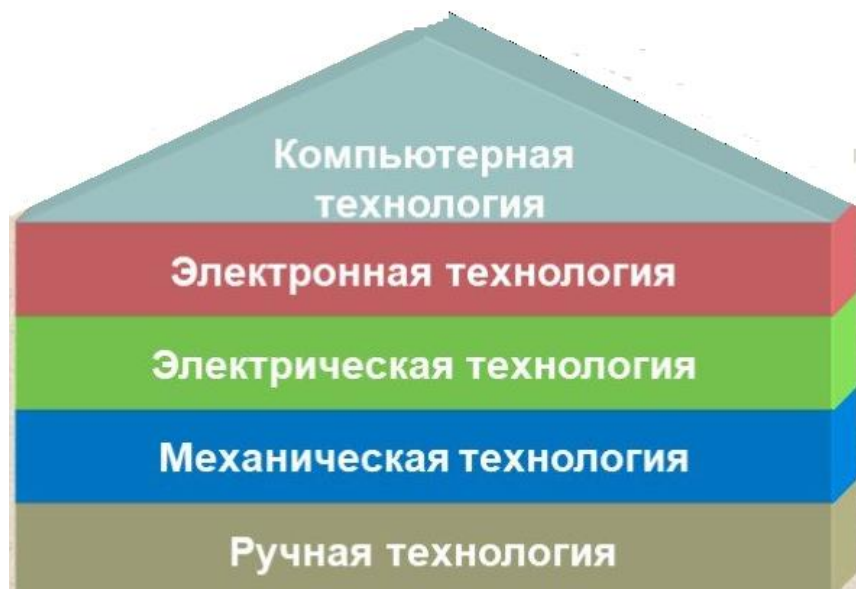 Компьютерная
технология
Электронная технология
Электрическая технология
Механическая технология
Ручная технология